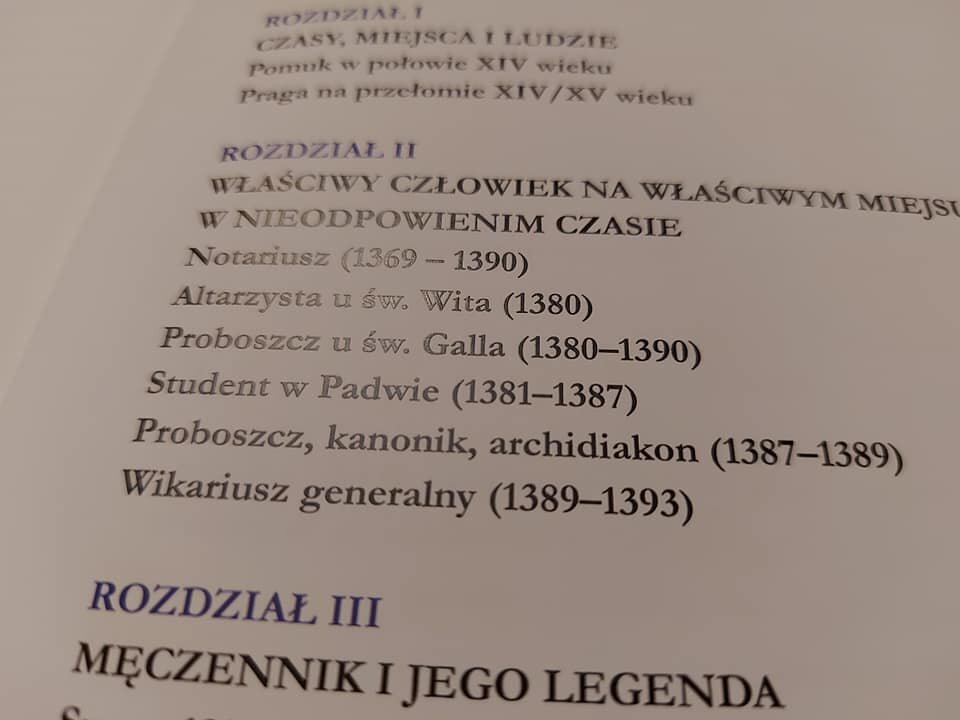 ROZDZIAŁ I
CZASY, MIEJSCA I LUDZIE
Pomuk w połowie XIV wieku
Praga na przełomie XIV/XV wieku
ROZDZIAŁ II
WŁAŚCIWY CZŁOWIEK NA WŁAŚCIWYM MIEJSU
W NIEODPOWIENIM CZASIE
Notariusz (1369 – 1390)
Altarzysta u św. Wita (1380)
Proboszcz u św. Galla (1380–1390)
Student w Padwie (1381–1387)
Proboszcz, kanonik, archidiakon (1387–1389)
Wikariusz generalny (1389–1393)
ROZDZIAŁ III
MĘCZENNIK I JEGO LEGENDA